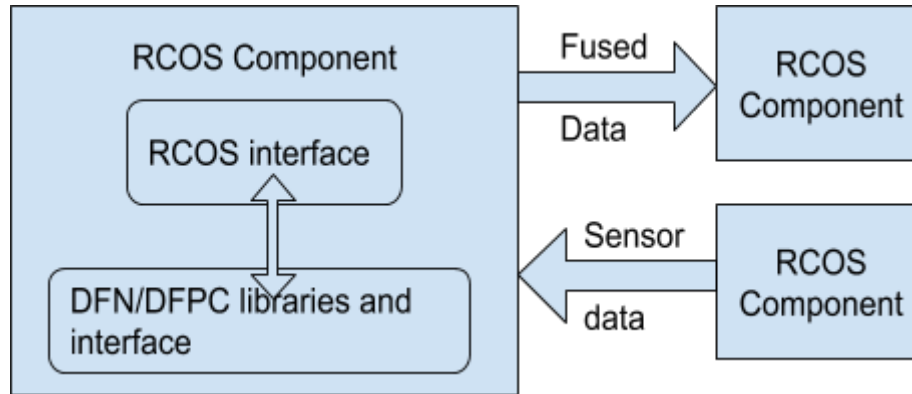 RCOS Component
RCOS interface
DFN/DFPC libraries and
interface
Fused
Data
RCOS
Component
Sensor
data
RCOS
Component